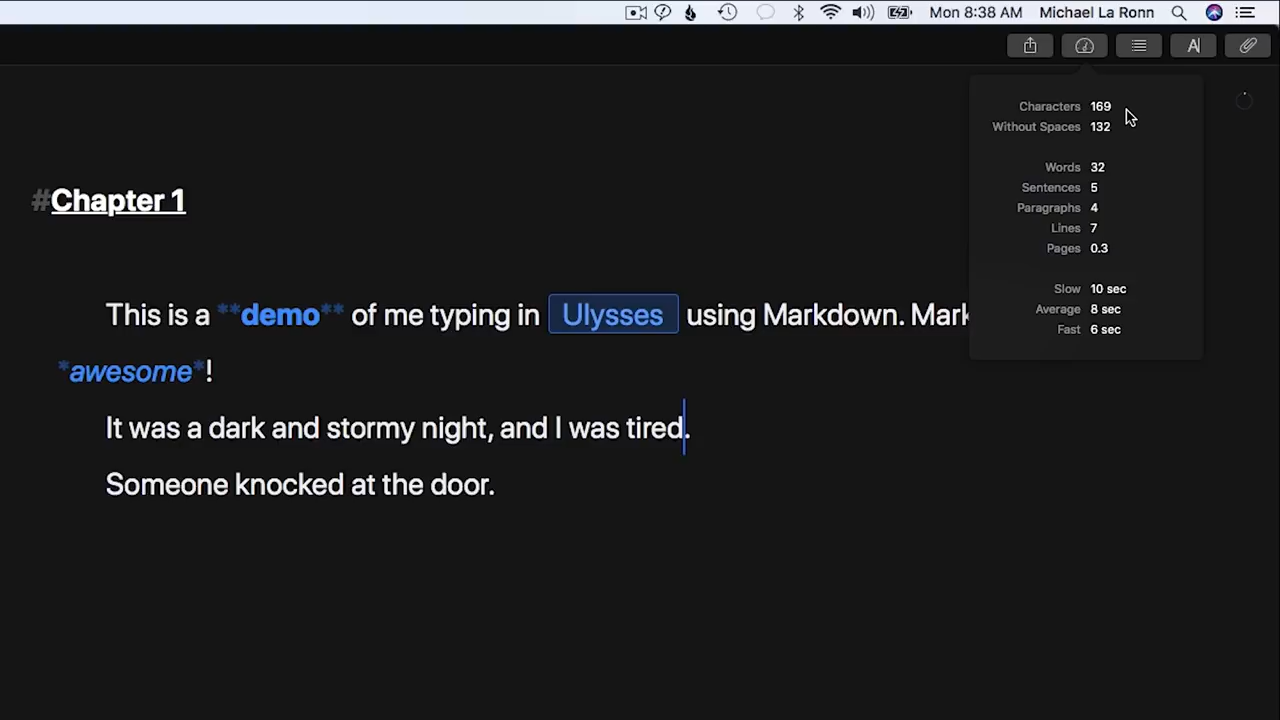 Mon 8:38 AM Michael La Ronn
Characters 169
Without Spaces 132
Words 32
Sentences 5
Paragraphs 4
Lines 7
Pages 0.3
Slow 10 sec
Average 8 sec
Fast 6 sec
#Chapter 1
This is a **demo** of me typing in Ulysses using Markdown. Mark
*awesome*!
It was a dark and stormy night, and I was tired.
Someone knocked at the door.